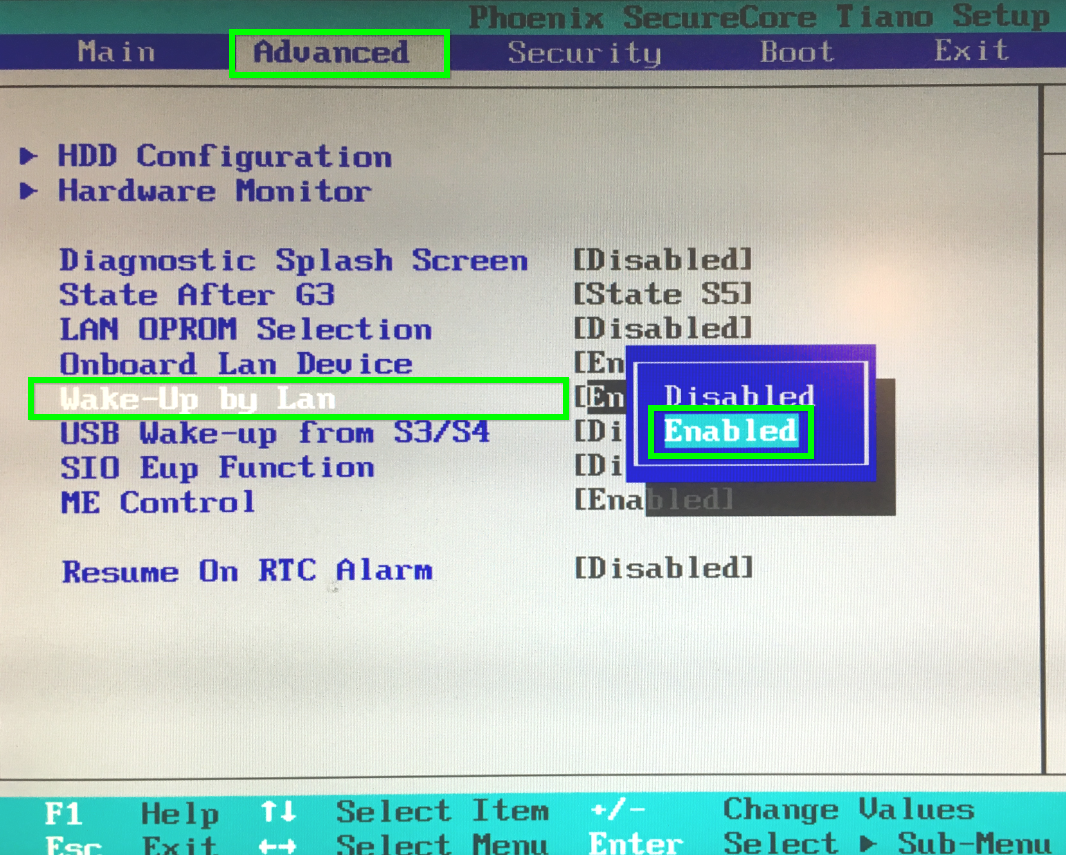 Phoenix SecureCore Tiano Setup
Main Advanced Security Boot Exit
HDD Configuration
Hardware Monitor
Diagnostic Splash Screen [Disabled]
State After G3 [State S5]
LAN OPROM Selection [Disabled]
Onboard Lan Device [En
Wake-Up by Lan [En
Disabled
Enabled
USB Wake-up from S3/S4 [Di
SIO Eup Function [Di
ME Control [Enabled]
Resume On RTC Alarm [Disabled]
F1 Help ↑↓ Select Item +/- Change Values
Esc Exit ←→ Select Menu Enter Select ▶ Sub-Menu